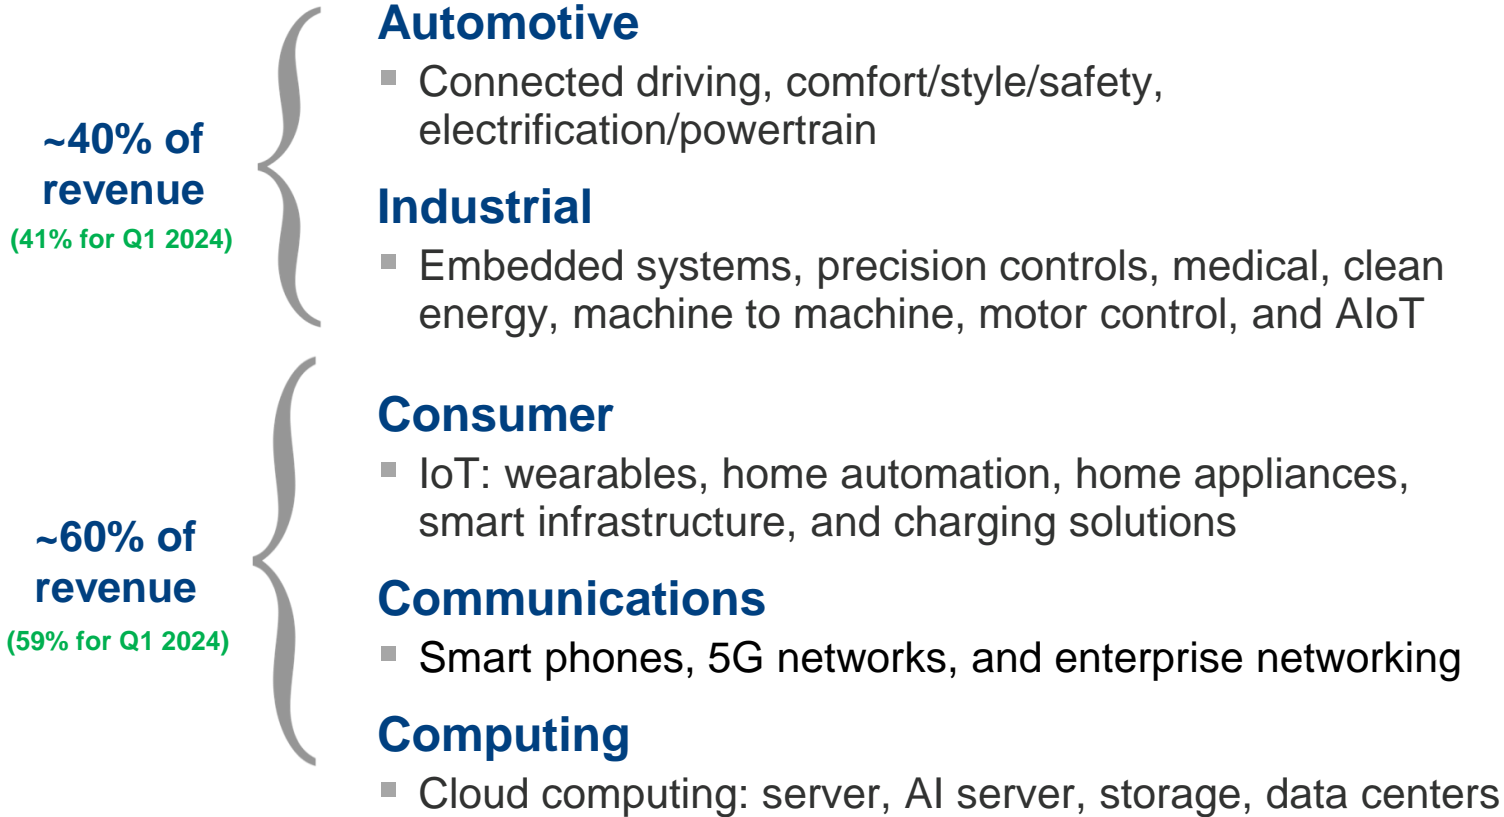 Automotive
Connected driving, comfort/style/safety,
electrification/powertrain
~40% of
revenue
(41% for Q1 2024)
Industrial
Embedded systems, precision controls, medical, clean
energy, machine to machine, motor control, and AIoT
Consumer
IoT: wearables, home automation, home appliances,
smart infrastructure, and charging solutions
~60% of
revenue
(59% for Q1 2024)
Communications
Smart phones, 5G networks, and enterprise networking
Computing
Cloud computing: server, AI server, storage, data centers